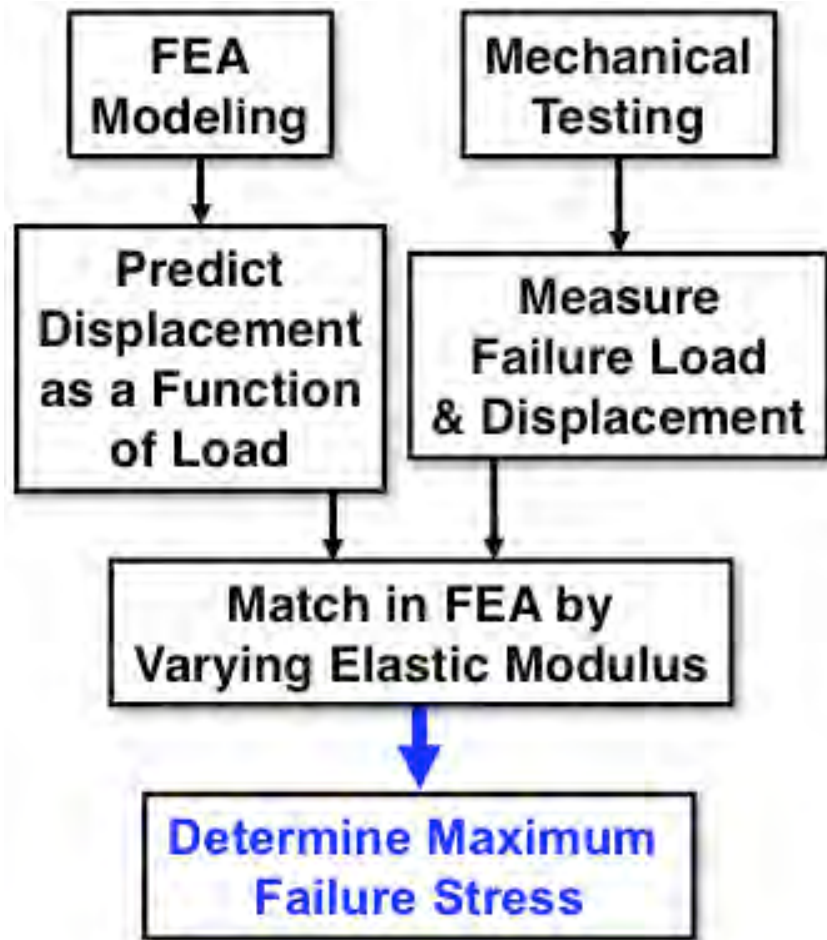 FEA
Modeling
Mechanical
Testing
Predict
Displacement
as a Function
of Load
Measure
Failure Load
& Displacement
Match in FEA by
Varying Elastic Modulus
Determine Maximum
Failure Stress